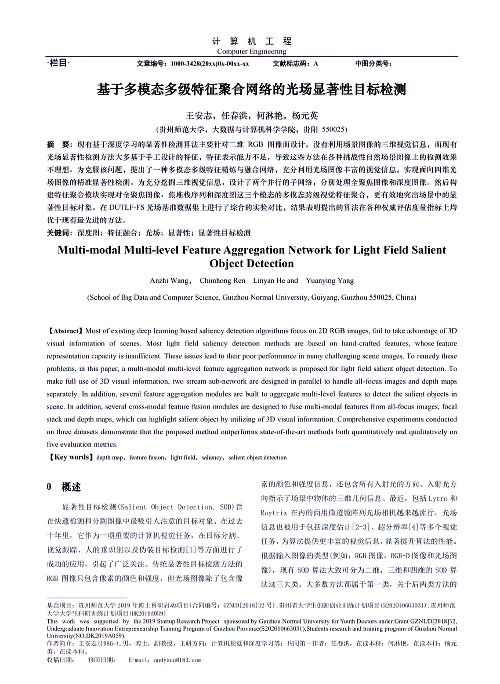 计 算 机 工 程
Computer Engineering
·栏目· 文章编号：1000-3428(20xx)0x-00xx-xx 文献标志码：A 中图分类号：
基于多模态多级特征聚合网络的光场显著性目标检测
王安志，任春洪，何淋艳，杨元英
(贵州师范大学，大数据与计算机科学学院，贵阳 550025)
摘 要：现有基于深度学习的显著性检测算法主要针对二维 RGB 图像而设计，没有利用场景图像的三维视觉信息，而现有
光场显著性检测方法大多基于手工设计的特征，特征表示能力不足，导致这些方法在各种挑战性自然场景图像上的检测效果
不理想。为克服该问题，提出了一种多模态多级特征精炼与融合网络，充分利用光场图像丰富的视觉信息，实现面向四维光
场图像的精准显著性检测。为充分挖掘三维视觉信息，设计了两个并行的子网络，分别处理全聚焦图像和深度图像。然后构
建特征聚合模块实现对全聚焦图像、焦堆栈序列和深度图这三个模态的多模态跨级视觉特征聚合，更有效地突出场景中的显
著性目标对象。在 DUTLF-FS 光场基准数据集上进行了综合的实验对比，结果表明提出的算法在各种权威评估度量指标上均
优于现有最先进的方法。
关键词：深度图；特征融合；光场；显著性；显著性目标检测
Multi-modal Multi-level Feature Aggregation Network for Light Field Salient
Object Detection
Anzhi Wang， Chunhong Ren Linyan He and Yuanying Yang
(School of Big Data and Computer Science, Guizhou Normal University, Guiyang, Guizhou 550025, China)
【Abstract】Most of existing deep learning based saliency detection algorithms focus on 2D RGB images, fail to take advantage of 3D
visual information of scenes. Most light field saliency detection methods are based on hand-crafted features, whose feature
representation capacity is insufficient. These issues lead to their poor performance in many challenging scene images. To remedy these
problems, in this paper, a multi-modal multi-level feature aggregation network is proposed for light field salient object detection. To
make full use of 3D visual information, two stream sub-network are designed in parallel to handle all-focus images and depth maps
separately. In addition, several feature aggregation modules are built to aggregate multi-level features to detect the salient objects in
scene. In addition, several cross-modal feature fusion modules are designed to fuse multi-modal features from all-focus images, focal
stack and depth maps, which can highlight salient object by utilizing of 3D visual information. Comprehensive experiments conducted
on three datasets demonstrate that the proposed method outperforms state-of-the-art methods both quantitatively and qualitatively on
five evaluation metrics.
【Key words】depth map，feature fusion，light field，saliency，salient object detection
0 概述
显著性目标检测(Salient Object Detection, SOD)旨
在快速检测和分割图像中最吸引人注意的目标对象。在过去
十年里，它作为一项重要的计算机视觉任务，在目标分割、
视觉跟踪、人的重识别以及伪装目标检测[1]等方面进行了
成功的应用，引起了广泛关注。传统显著性目标检测方法的
RGB 图像只包含像素的颜色和强度，但光场图像除了包含像
素的颜色和强度信息，还包含所有入射光的方向。入射光方
向指示了场景中物体的三维几何信息。最近，包括 Lytro 和
Raytrix 在内的商用微透镜阵列光场相机越来越流行，光场
信息也被用于包括深度估计[2-3]、超分辨率[4]等多个视觉
任务，为算法提供更丰富的视觉信息，显著提升算法的性能。
根据输入图像的类型(例如：RGB 图像、RGB-D图像和光场图
像)，现有 SOD 算法大致可分为二维、三维和四维的 SOD 算
法这三大类。大多数方法都属于第一类，关于后两类方法的
基金项目：贵州师范大学 2019 年博士科研启动项目(合同编号：GZNUD[2018]32 号)；贵州省大学生创新创业训练计划项目(S202010663031)；贵州师范
大学大学生科研训练计划项目(DK2019A059)
This work was supported by the 2019 Startup Research Project sponsored by Guizhou Normal University for Youth Doctors under Grant GZNUD[2018]32,
Undergraduate Innovation Entrepreneurship Training Program of Guizhou Province(S202010663031), Students research and training program of Guizhou Normal
University(NO.DK2019A059).
作者简介：王安志(1986-)，男，博士，副教授，主研方向：计算机视觉和深度学习等；共同第一作者：任春洪，在读本科；何淋艳，在读本科；杨元
英，在读本科。
收稿日期： 修回日期： E-mail：andyscu@163.com